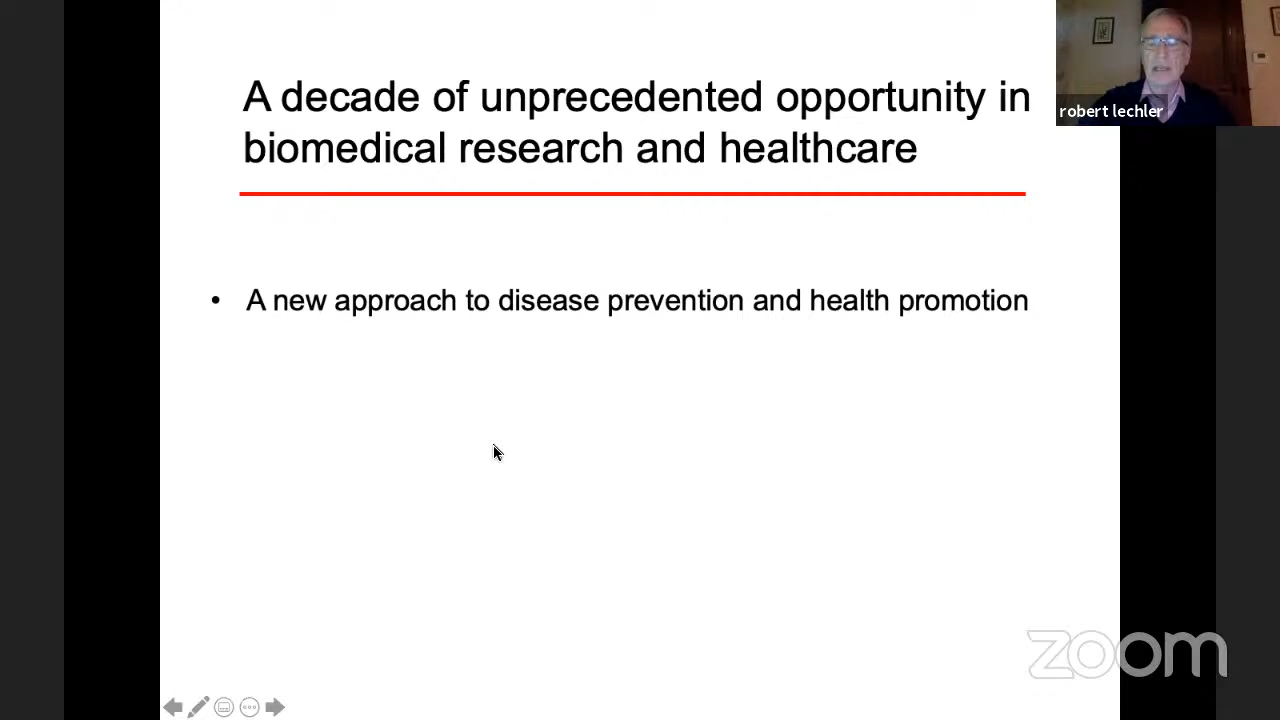 A decade of unprecedented opportunity in
biomedical research and healthcare
robert lechler
• A new approach to disease prevention and health promotion
zoom